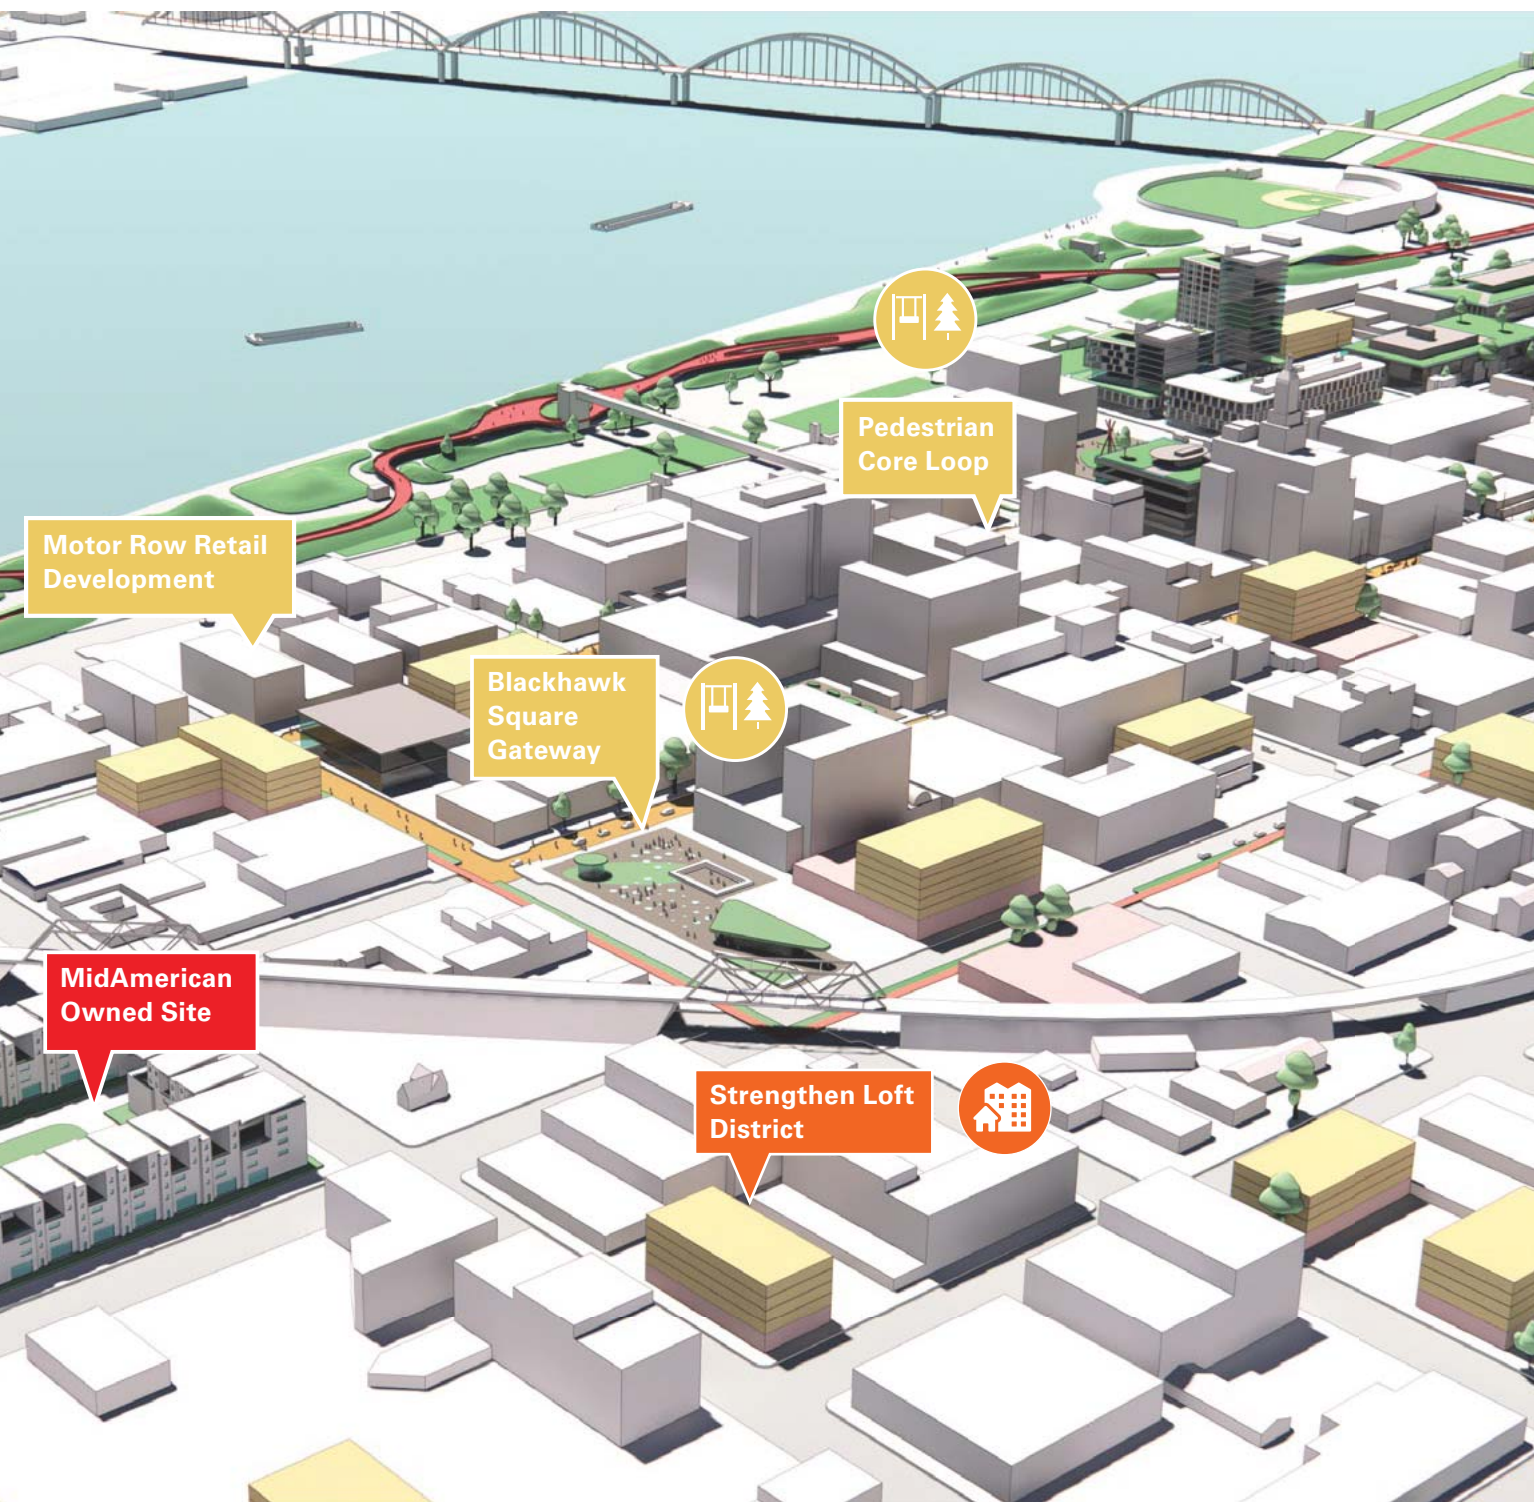 Pedestrian
Core Loop
Motor Row Retail
Development
Blackhawk
Square
Gateway
MidAmerican
Owned Site
Strengthen Loft
District